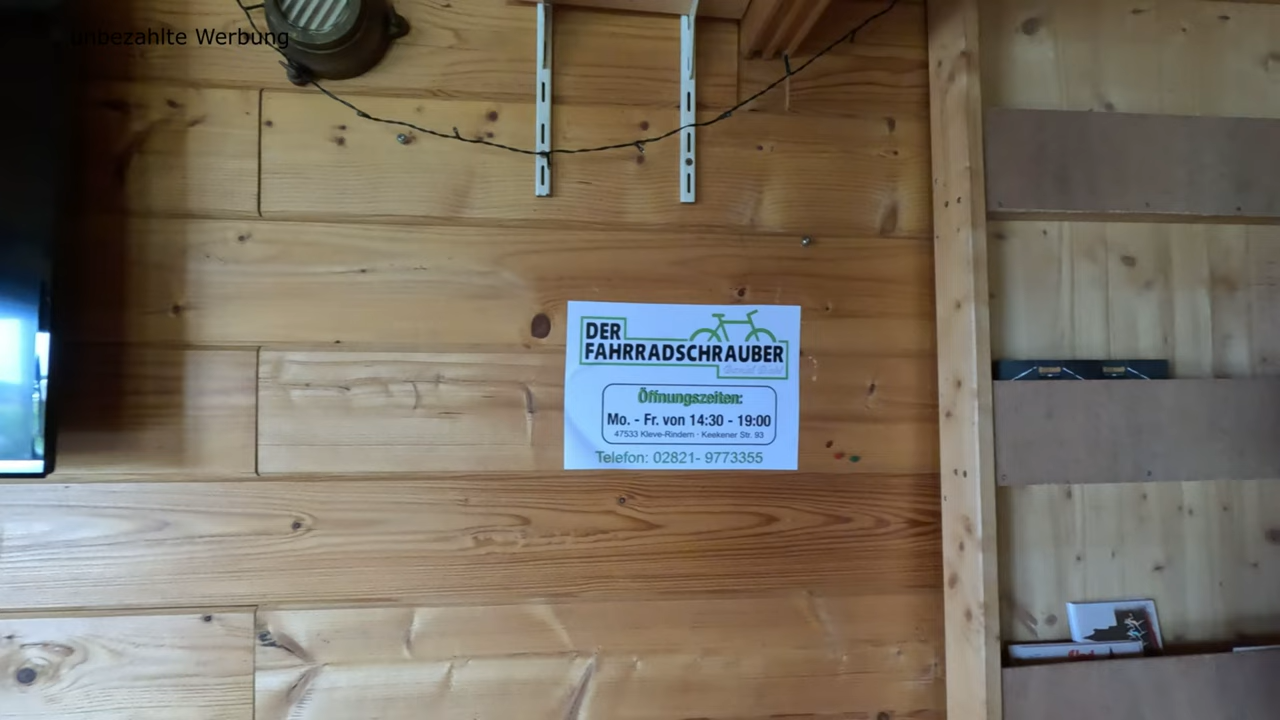 unbezahlte Werbung
DER
FAHRRADSCHRAUBER
Öffnungszeiten:
Mo. - Fr. von 14:30 - 19:00
47533 Kleve-Rindern · Keekener Str. 93
Telefon: 02821- 9773355